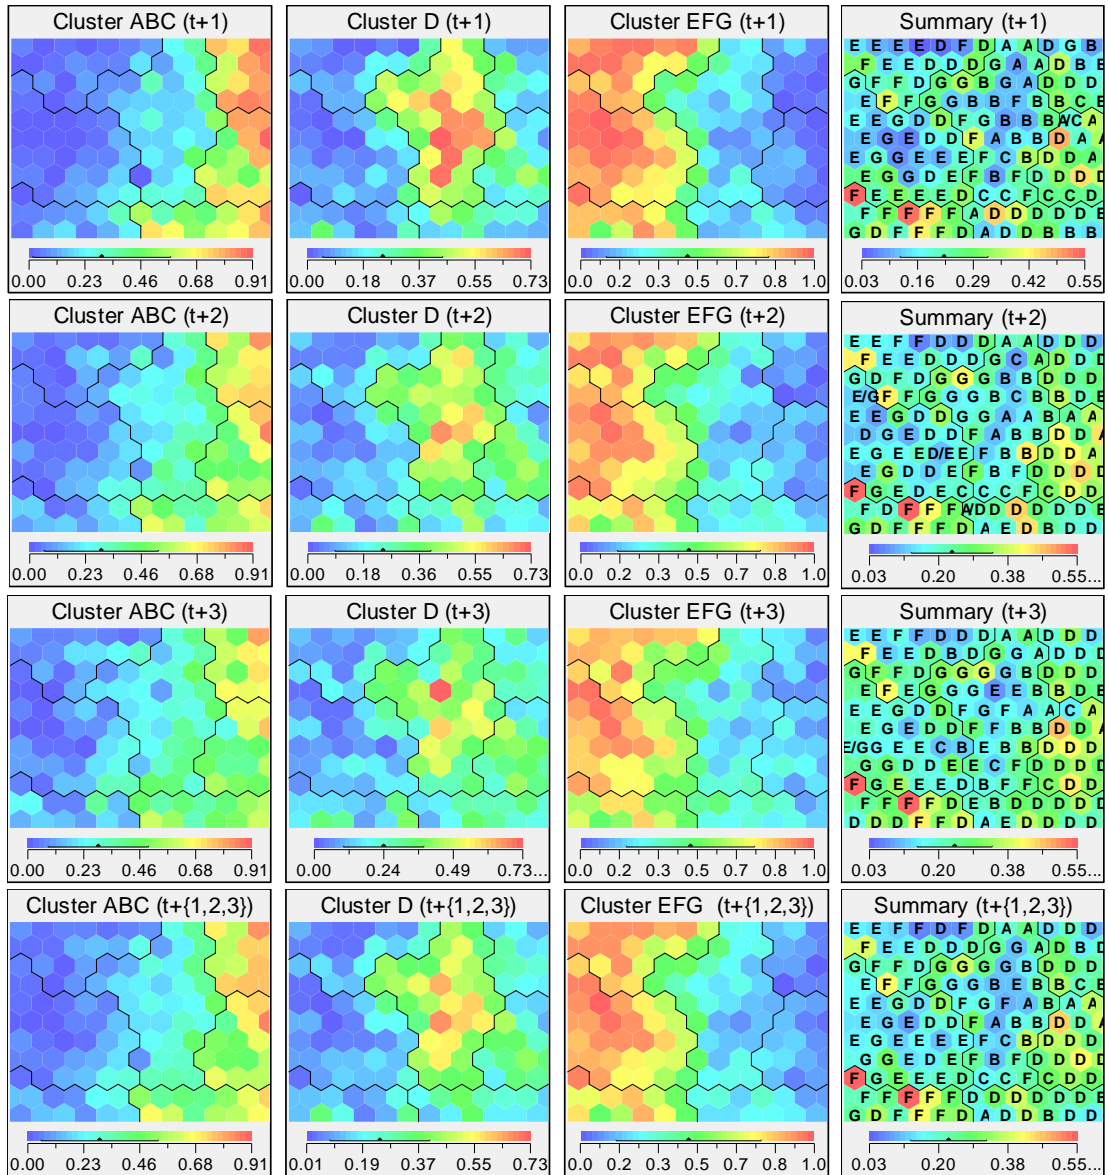 Cluster ABC (t+1)
Cluster D (t+1)
Cluster EFG (t+1)
Summary (t+1)
E E E E D F D A A D G B
F E E D D D G A A D B E
G F F D G G B G A D D D
E F F G G B B F B B C E
E E G D D F G B B B A/C A
E G E D D F A B B D A A
E G G E E E F C B D D A
E G G D E F B F D D D D
F E E E E D C C F C C D
F F F F F A D D D D D E
G D F F F D A D D B B B
0.00 0.23 0.46 0.68 0.91
0.00 0.18 0.36 0.55 0.73
0.0 0.2 0.3 0.5 0.7 0.8 1.0
0.03 0.16 0.29 0.42 0.55
Cluster ABC (t+2)
Cluster D (t+2)
Cluster EFG (t+2)
Summary (t+2)
E E F F D D D A A D D D
F E E D D D G C A D D D
G D F D G G G B B D D D
E/G F F G G G B C B B D E
E E G D D G G A A B A A
D G E D D F A B B D D A
E G E E D/E E F B B D D A
E G D D E F B F D D D D
F G E D E C C C F C D D
F D F F F A/D D D D D D E
G D F F F D A E D B D D
0.00 0.23 0.46 0.68 0.91
0.00 0.18 0.36 0.55 0.73
0.0 0.2 0.3 0.5 0.7 0.8 1.0
0.03 0.20 0.38 0.55...
Cluster ABC (t+3)
Cluster D (t+3)
Cluster EFG (t+3)
Summary (t+3)
E E F F D D D A A D D D
F E E D B D G G A D D D
G F F D G G G G B D D D
E F E G G G E E B B D E
E E G D D F G F A A C A
E G E D D F F B B D D A
E/G G E E C B E B B D D D
G G D D E E C F D D D D
F G E E E D B F F C D D
F F F F D E B D D D D D
D D D F F D A E D D D D
0.00 0.23 0.46 0.68 0.91
0.00 0.24 0.49 0.73...
0.0 0.2 0.3 0.5 0.7 0.8 1.0
0.03 0.20 0.38 0.55...
Cluster ABC (t+{1,2,3})
Cluster D (t+{1,2,3})
Cluster EFG (t+{1,2,3})
Summary (t+{1,2,3})
E E F F D F D A A D D D
F E E D D D G G A D B D
G F F D G G G G B D D D
E F F G G G B E B B C E
E E G D D F G F A B A A
E G E D D F A B B D D A
E G E E E E F C B D D D
G G E D E F B F D D D D
F G E E E D C C F C D D
F F F F F D D D D D D E
G D F F F D A D D B D D
0.00 0.23 0.46 0.68 0.91
0.01 0.19 0.37 0.55 0.73
0.0 0.2 0.3 0.5 0.7 0.8 1.0
0.03 0.20 0.38 0.55...